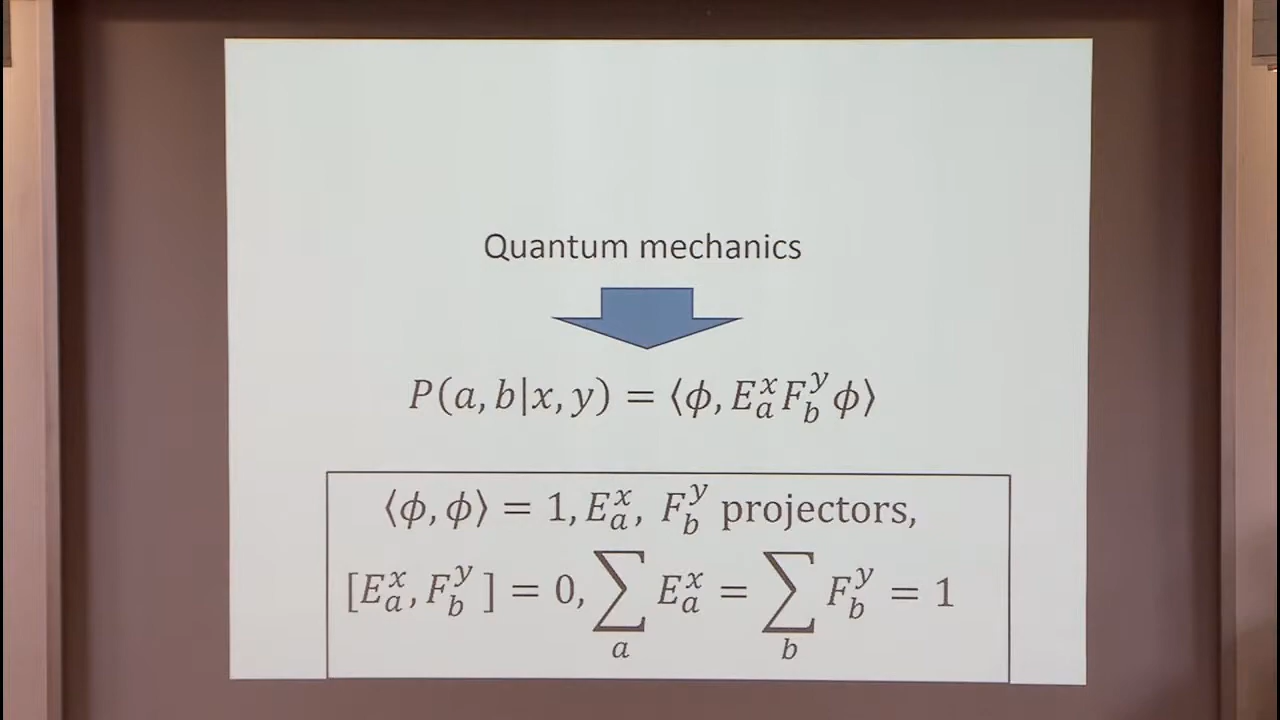 Quantum mechanics
P(a, b|x, y) = ⟨ϕ, E_a^x F_b^y ϕ⟩
⟨ϕ, ϕ⟩ = 1, E_a^x, F_b^y projectors,
[E_a^x, F_b^y ] = 0, ∑_a E_a^x = ∑_b F_b^y = 1